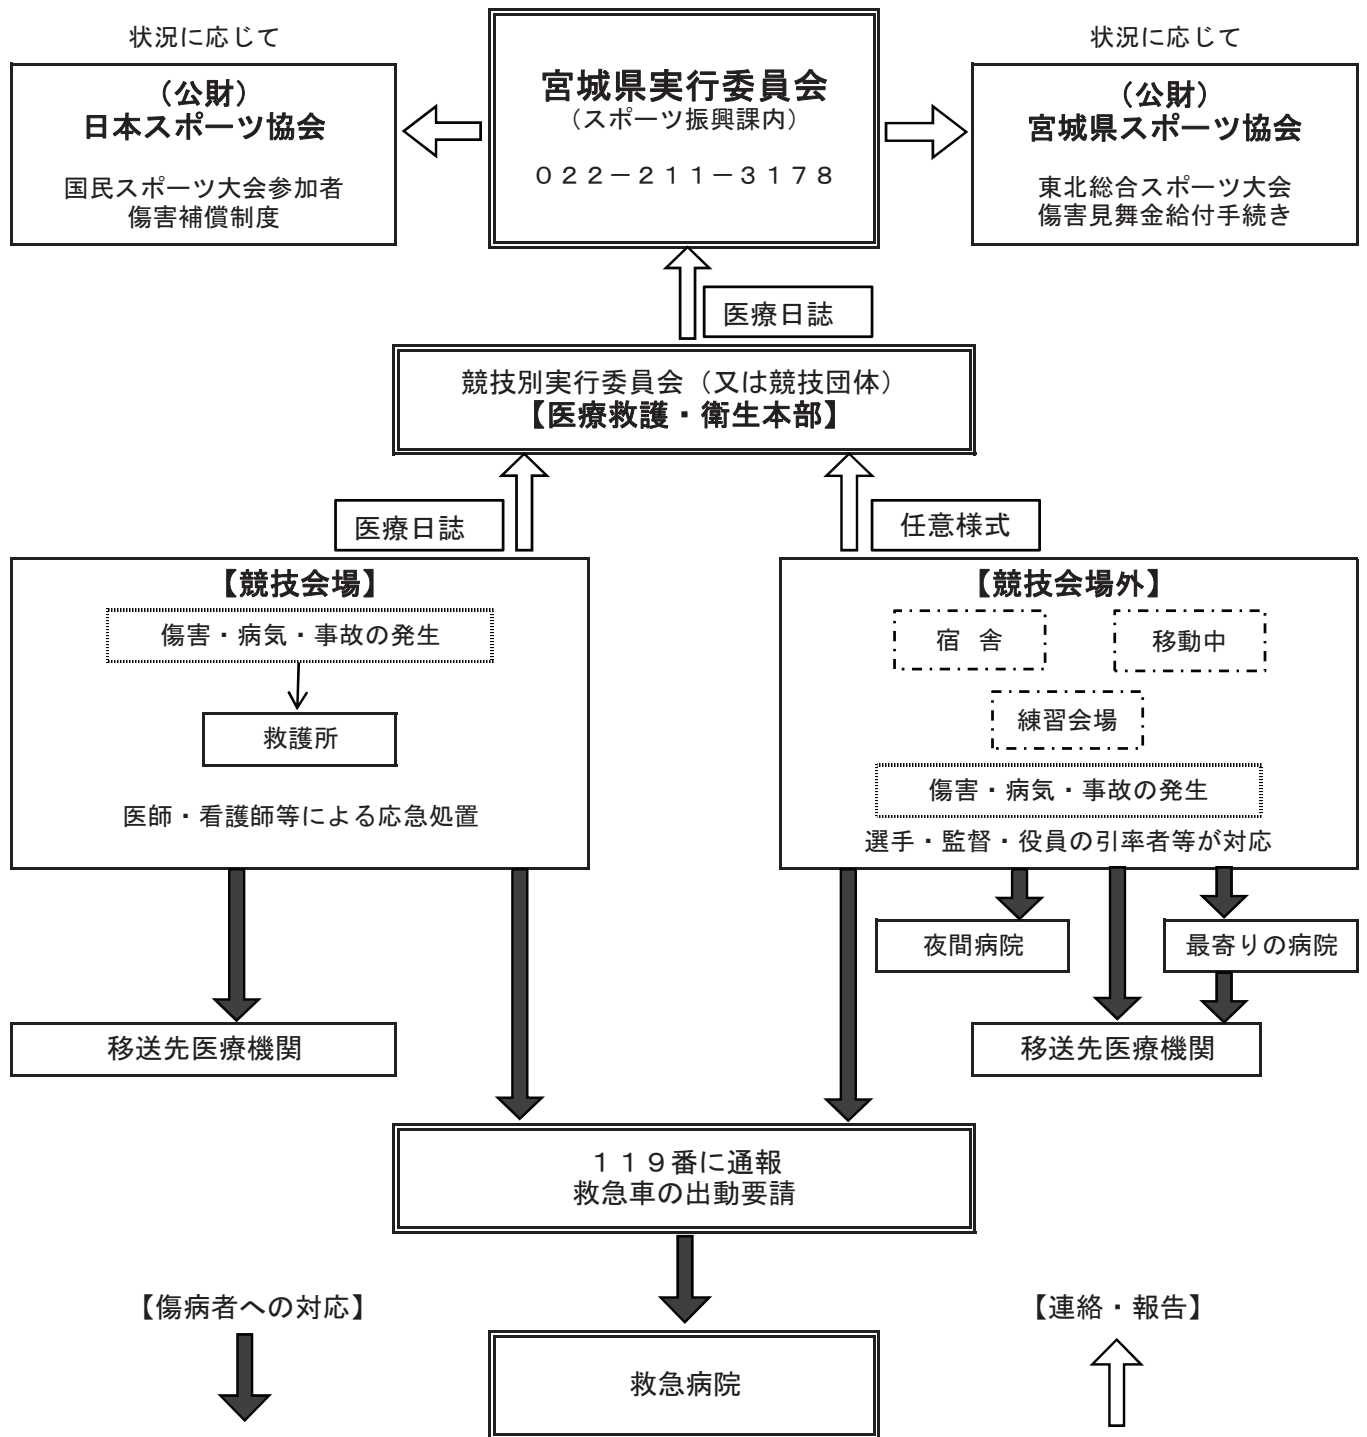 状況に応じて
（公財）
日本スポーツ協会
国民スポーツ大会参加者
傷害補償制度
宮城県実行委員会
（スポーツ振興課内）
０２２－２１１－３１７８
状況に応じて
（公財）
宮城県スポーツ協会
東北総合スポーツ大会
傷害見舞金給付手続き
医療日誌
競技別実行委員会（又は競技団体）
【医療救護・衛生本部】
医療日誌
任意様式
【競技会場】
傷害・病気・事故の発生
救護所
医師・看護師等による応急処置
【競技会場外】
宿　舎
移動中
練習会場
傷害・病気・事故の発生
選手・監督・役員の引率者等が対応
夜間病院
最寄りの病院
移送先医療機関
移送先医療機関
１１９番に通報
救急車の出動要請
【傷病者への対応】
【連絡・報告】
救急病院